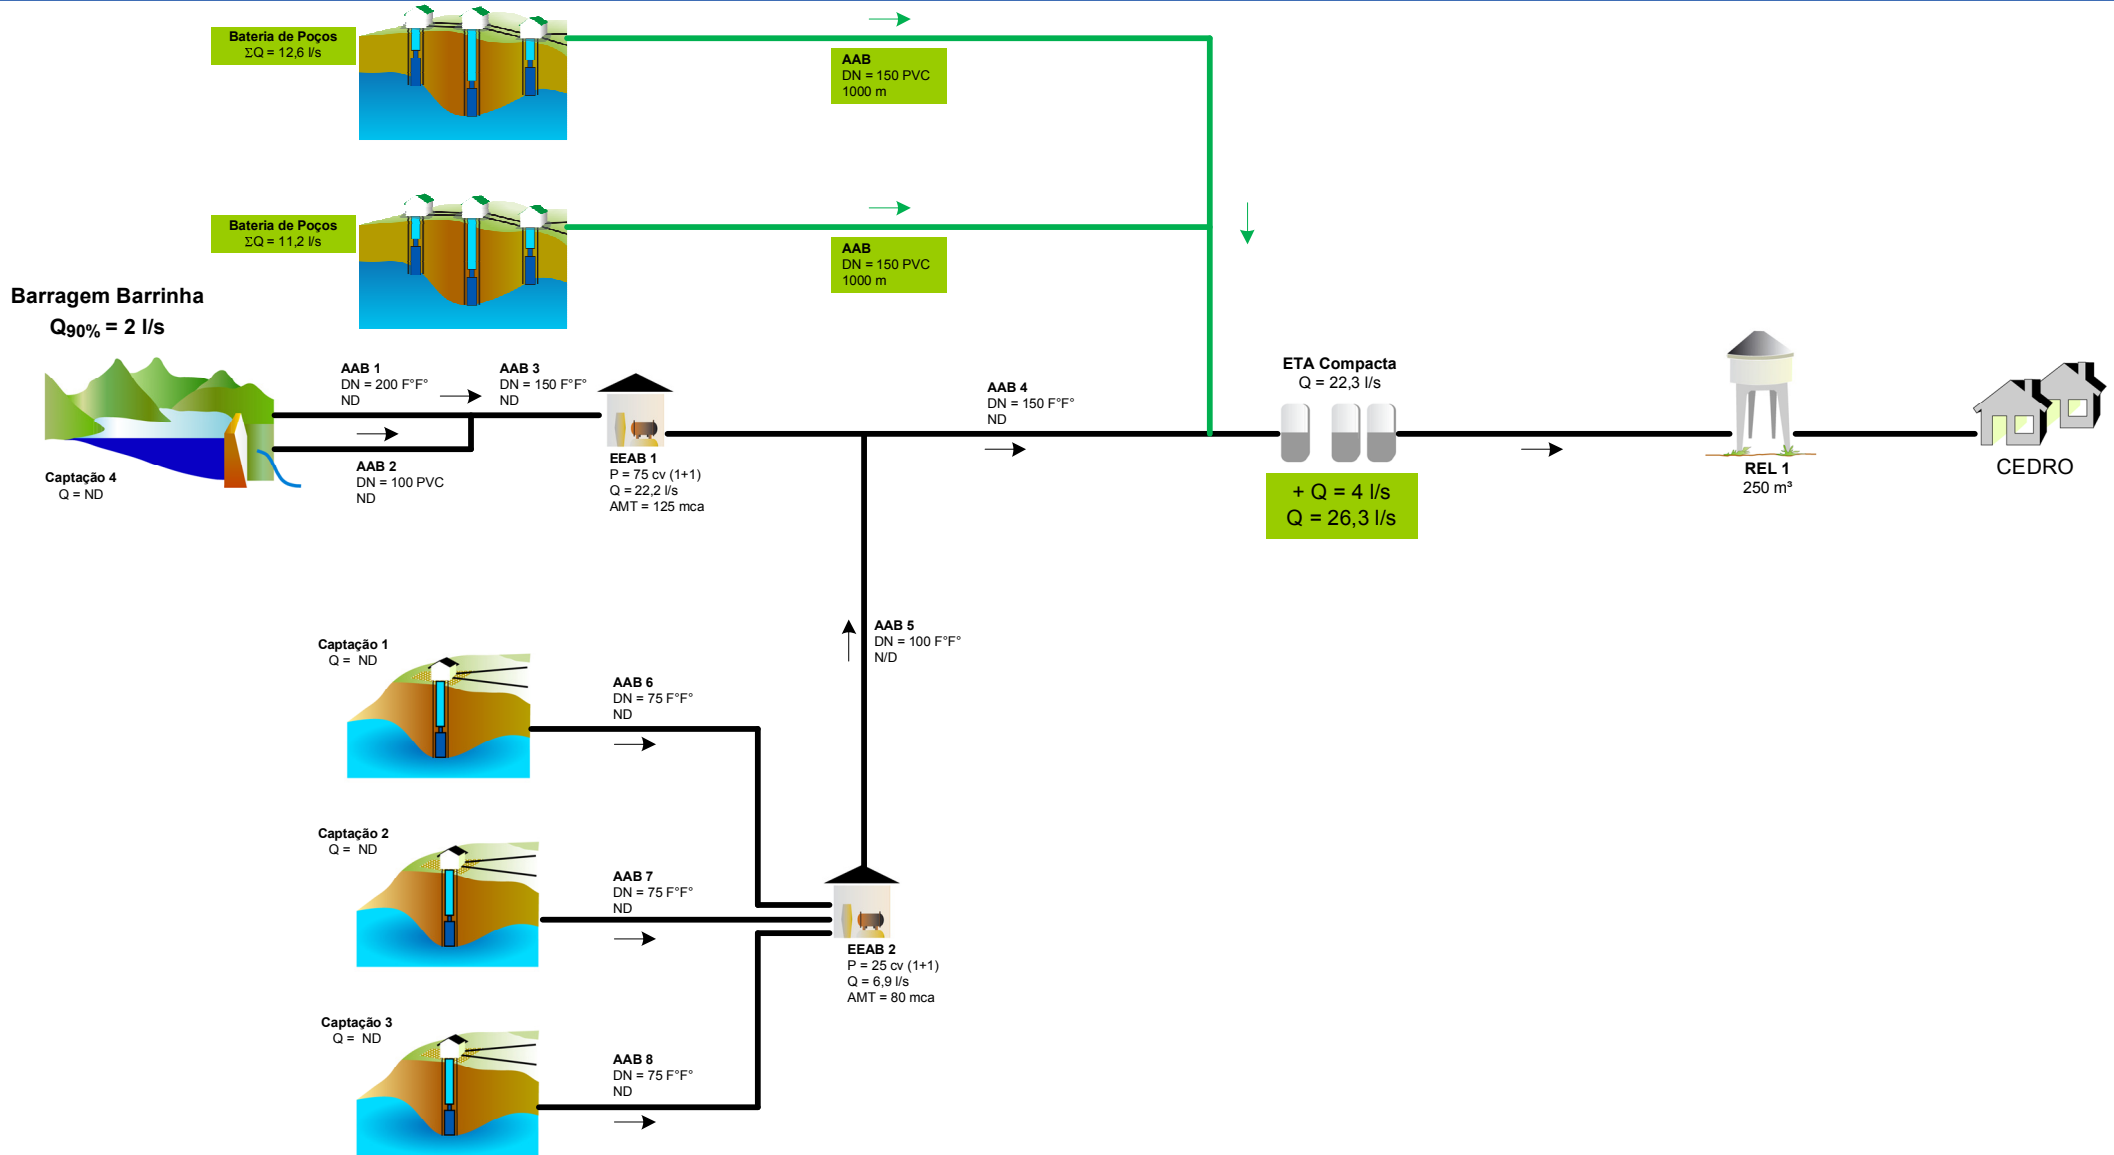 Bateria de Poços
ΣQ = 12,6 l/s
AAB
DN = 150 PVC
1000 m
Bateria de Poços
ΣQ = 11,2 l/s
AAB
DN = 150 PVC
1000 m
Barragem Barrinha
Q90% = 2 l/s
Captação 4
Q = ND
AAB 1
DN = 200 F°F°
ND
AAB 2
DN = 100 PVC
ND
AAB 3
DN = 150 F°F°
ND
EEAB 1
P = 75 cv (1+1)
Q = 22,2 l/s
AMT = 125 mca
AAB 4
DN = 150 F°F°
ND
ETA Compacta
Q = 22,3 l/s
+ Q = 4 l/s
Q = 26,3 l/s
REL 1
250 m³
CEDRO
AAB 5
DN = 100 F°F°
N/D
Captação 1
Q = ND
AAB 6
DN = 75 F°F°
ND
Captação 2
Q = ND
AAB 7
DN = 75 F°F°
ND
EEAB 2
P = 25 cv (1+1)
Q = 6,9 l/s
AMT = 80 mca
Captação 3
Q = ND
AAB 8
DN = 75 F°F°
ND